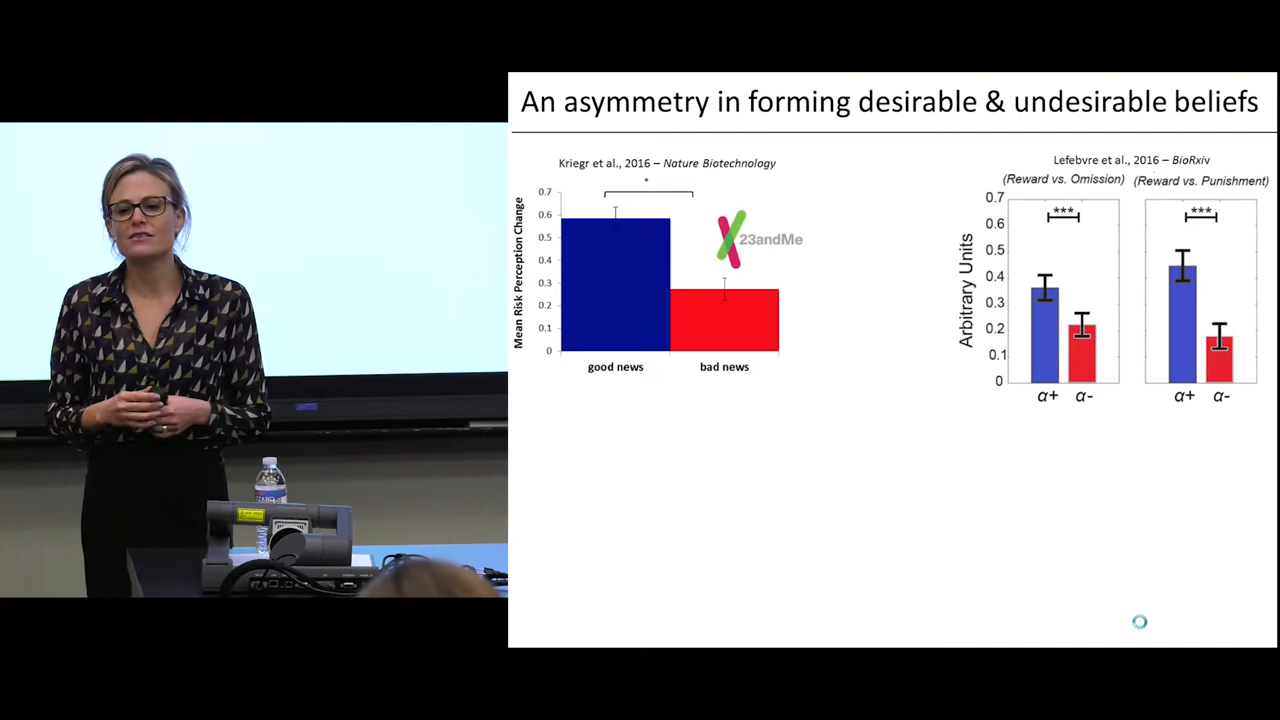 An asymmetry in forming desirable & undesirable beliefs
Kriegr et al., 2016 – Nature Biotechnology
*
0.7
0.6
0.5
0.4
0.3
0.2
0.1
0
Mean Risk Perception Change
23andMe
good news
bad news
Lefebvre et al., 2016 – BioRxiv
(Reward vs. Omission)
(Reward vs. Punishment)
0.7
0.6
0.5
0.4
0.3
0.2
0.1
0
Arbitrary Units
***
***
α+
α-
α+
α-